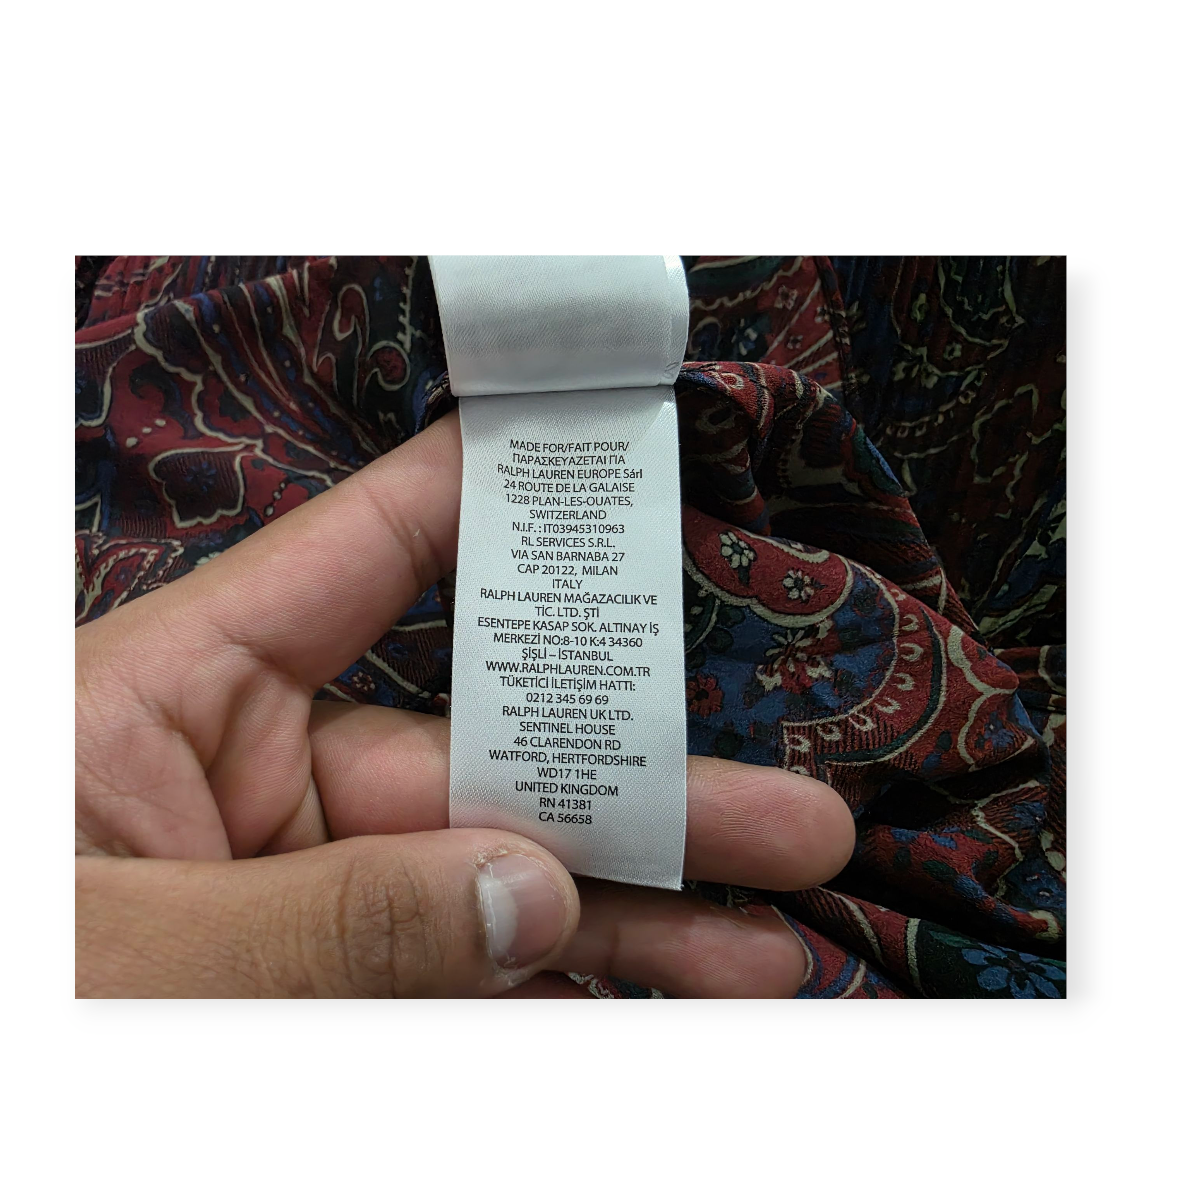 MADE FOR/FAIT POUR/
ΠΑΡΑΣΚΕΥΑΖΕΤΑΙ ΓΙΑ
RALPH LAUREN EUROPE Sárl
24 ROUTE DE LA GALAISE
1228 PLAN-LES-OUATES,
SWITZERLAND
N.I.F. : IT03945310963
RL SERVICES S.R.L.
VIA SAN BARNABA 27
CAP 20122, MILAN
ITALY
RALPH LAUREN MAĞAZACILIK VE
TİC. LTD. ŞTİ
ESENTEPE KASAP SOK. ALTINAY İŞ
MERKEZİ NO:8-10 K:4 34360
ŞİŞLİ – İSTANBUL
WWW.RALPHLAUREN.COM.TR
TÜKETİCİ İLETİŞİM HATTI:
0212 345 69 69
RALPH LAUREN UK LTD.
SENTINEL HOUSE
46 CLARENDON RD
WATFORD, HERTFORDSHIRE
WD17 1HE
UNITED KINGDOM
RN 41381
CA 56658